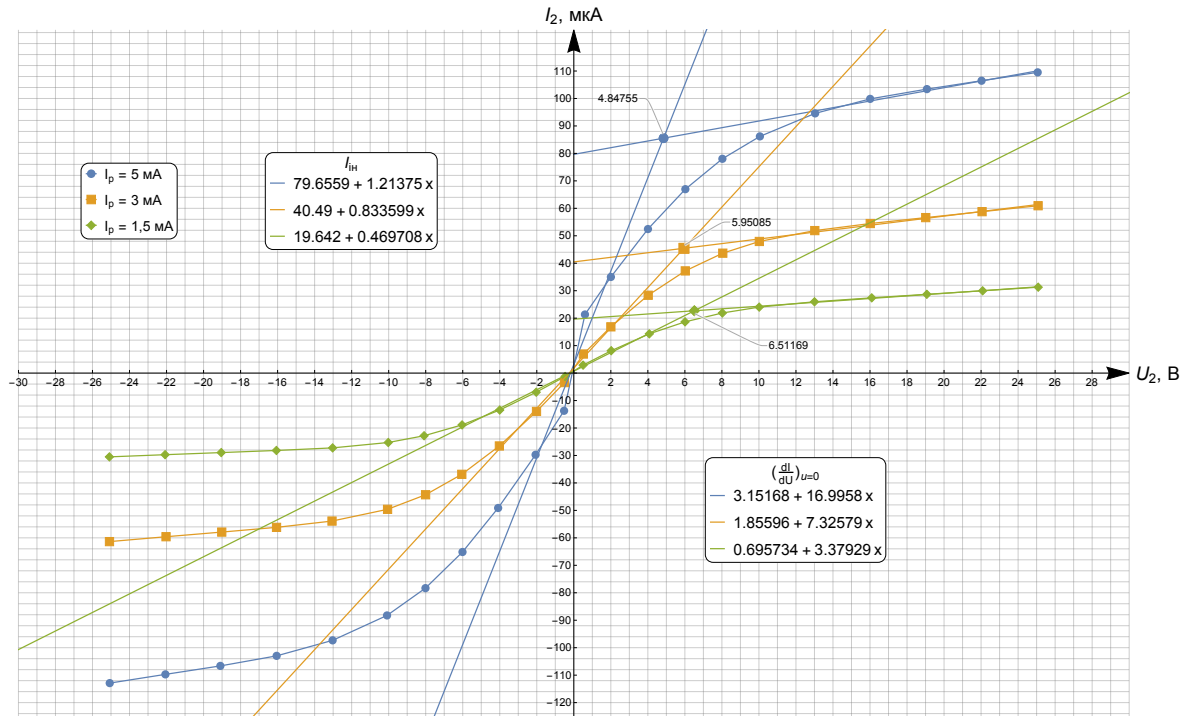 I₂, мкА
110
100
90
80
70
60
50
40
30
20
10
4.84755
5.95085
6.51169
Iₚ = 5 мА
Iₚ = 3 мА
Iₚ = 1,5 мА
Iін
79.6559 + 1.21375 x
40.49 + 0.833599 x
19.642 + 0.469708 x
−30 −28 −26 −24 −22 −20 −18 −16 −14 −12 −10 −8 −6 −4 −2 2 4 6 8 10 12 14 16 18 20 22 24 26 28 U₂, В
−10
−20
−30
−40
−50
−60
−70
−80
−90
−100
−110
−120
(dI/dU)u=0
3.15168 + 16.9958 x
1.85596 + 7.32579 x
0.695734 + 3.37929 x